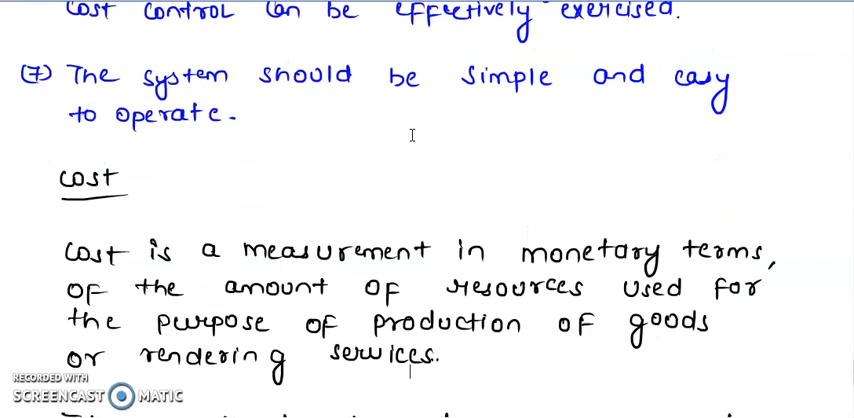 cost control can be effectively exercised.
(7) The system should be simple and easy
to operate.
cost
cost is a measurement in monetary terms,
of the amount of resources used for
the purpose of production of goods
or rendering services.
RECORDED WITH
SCREENCAST MATIC